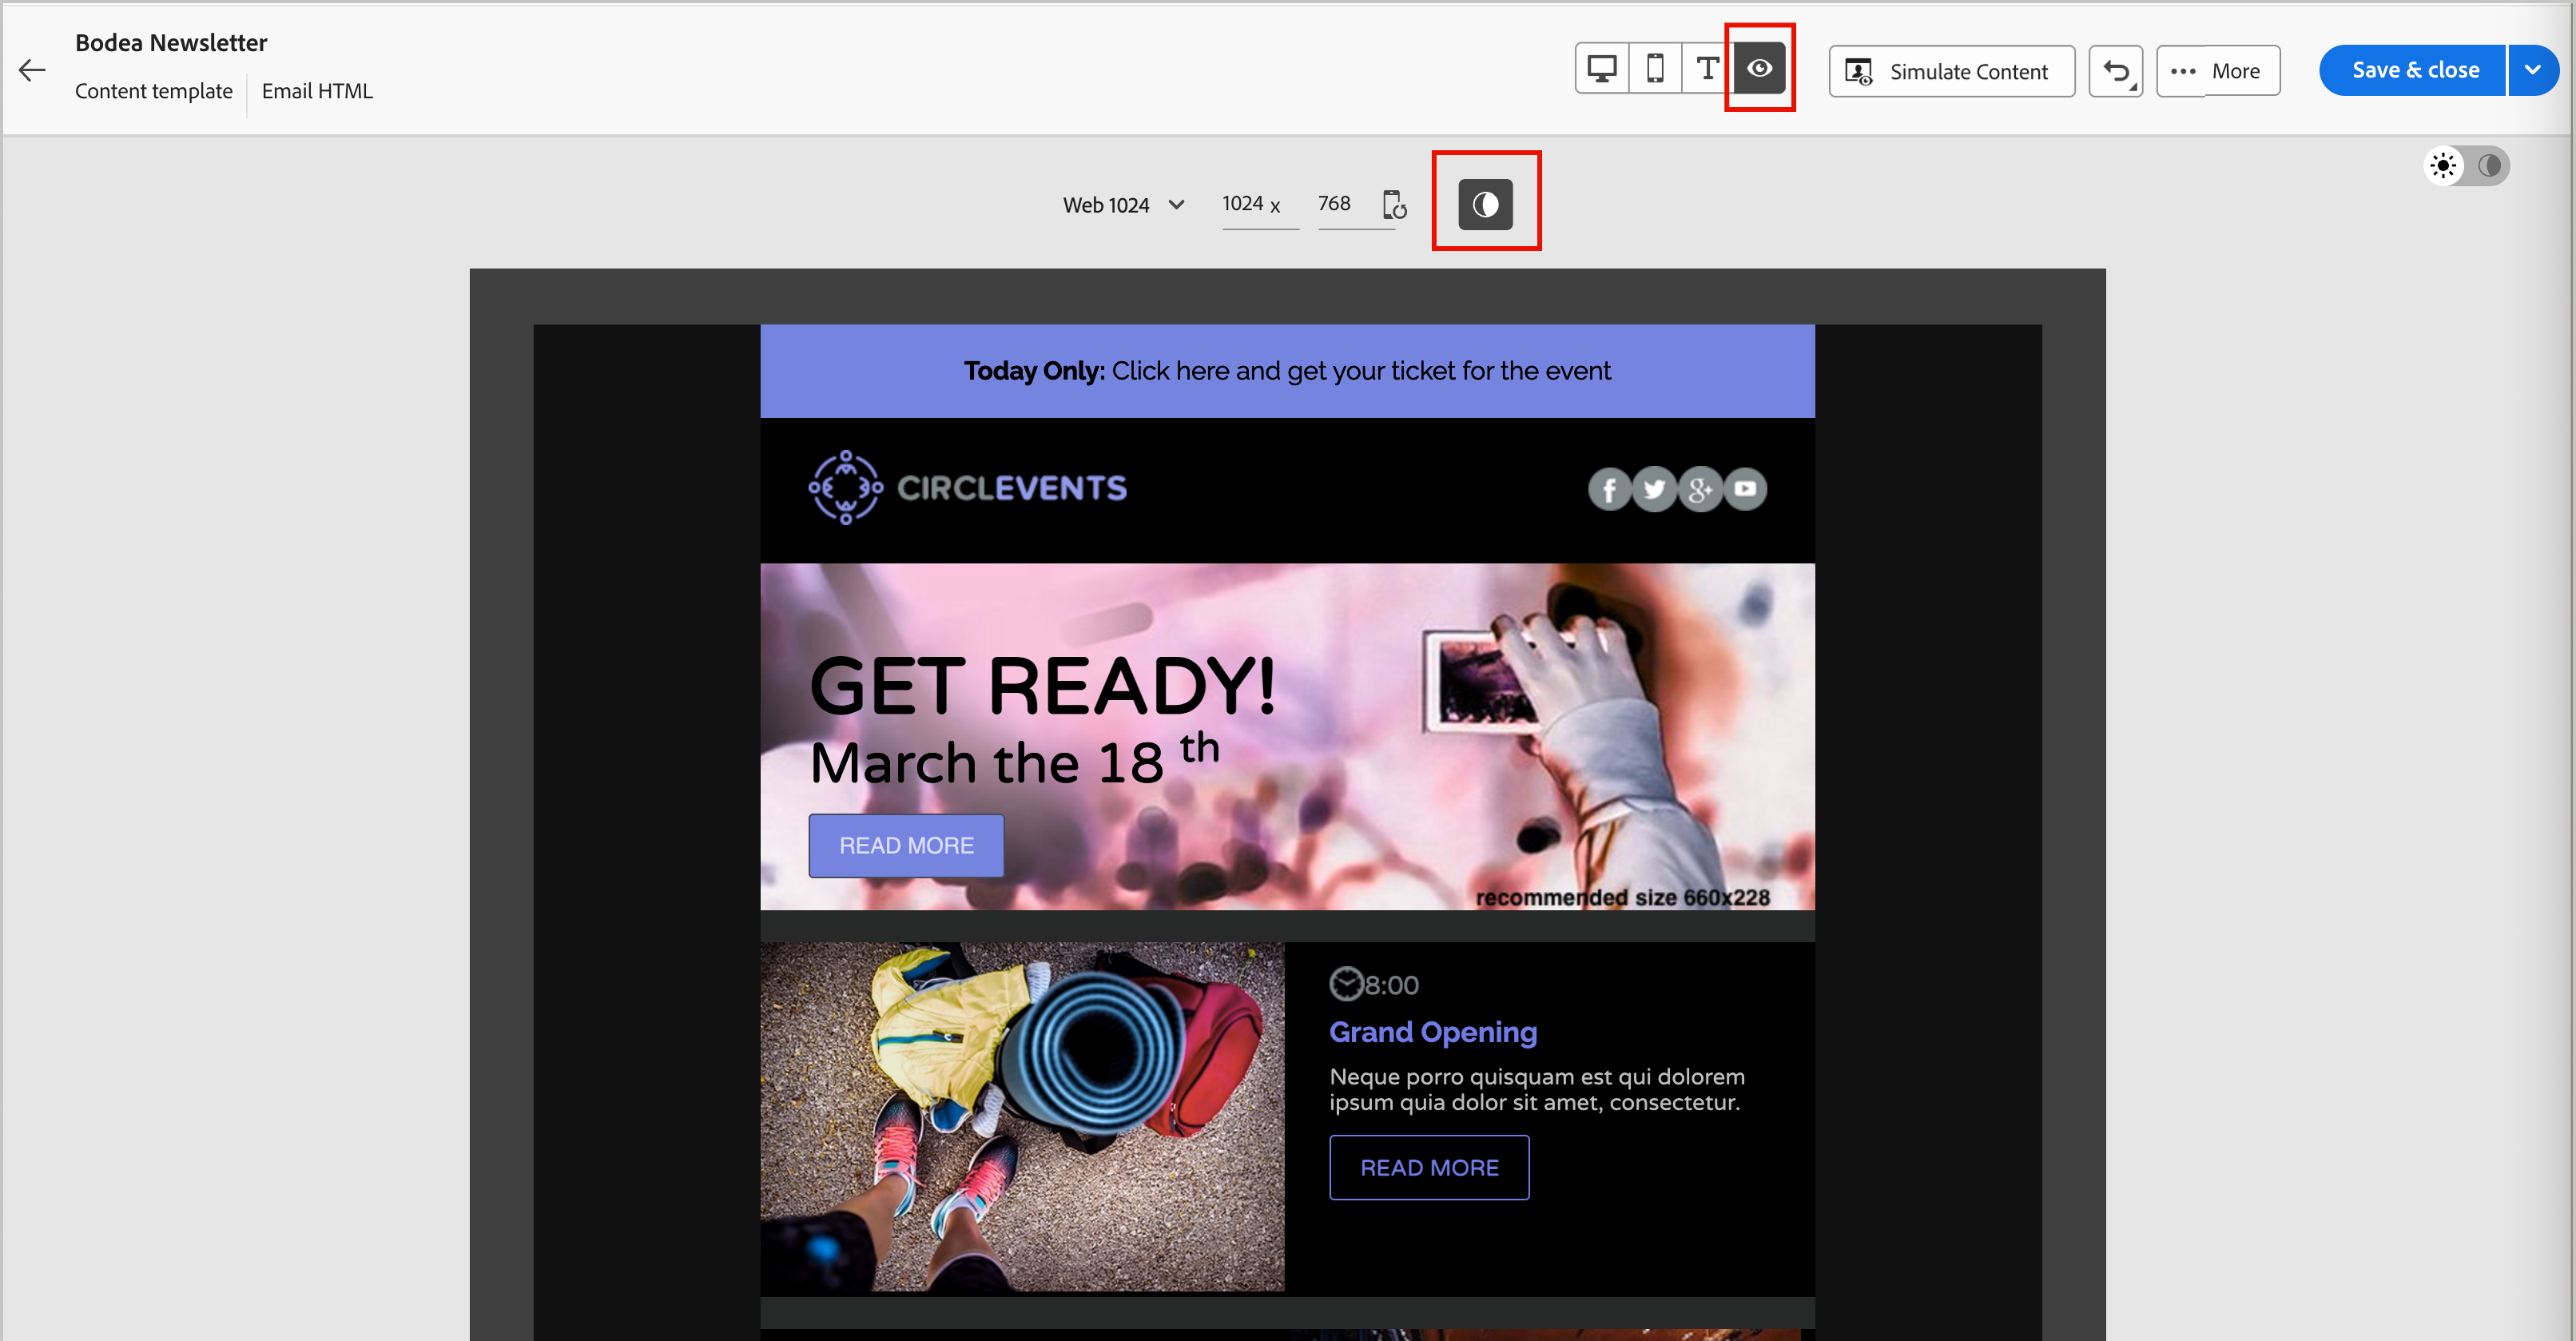 Bodea Newsletter
Content template Email HTML
T
Simulate Content
More
Save & close
Web 1024
1024 x 768
Today Only: Click here and get your ticket for the event
CIRCLEVENTS
f
g+
GET READY!
March the 18 th
READ MORE
recommended size 660x228
8:00
Grand Opening
Neque porro quisquam est qui dolorem
ipsum quia dolor sit amet, consectetur.
READ MORE